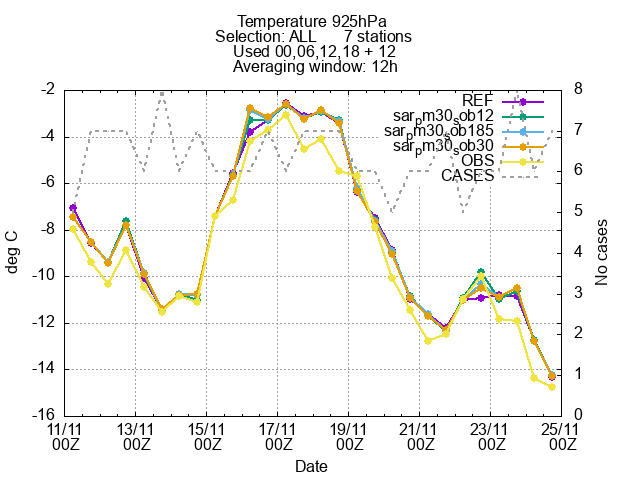 Temperature 925hPa
Selection: ALL 7 stations
Used 00,06,12,18 + 12
Averaging window: 12h
REF
sarpm30sob12
sarpm30sob185
sarpm30sob30
OBS
CASES
-2
-4
-6
-8
-10
-12
-14
-16
deg C
8
7
6
5
4
3
2
1
0
No cases
11/11 13/11 15/11 17/11 19/11 21/11 23/11 25/11
00Z 00Z 00Z 00Z 00Z 00Z 00Z 00Z
Date